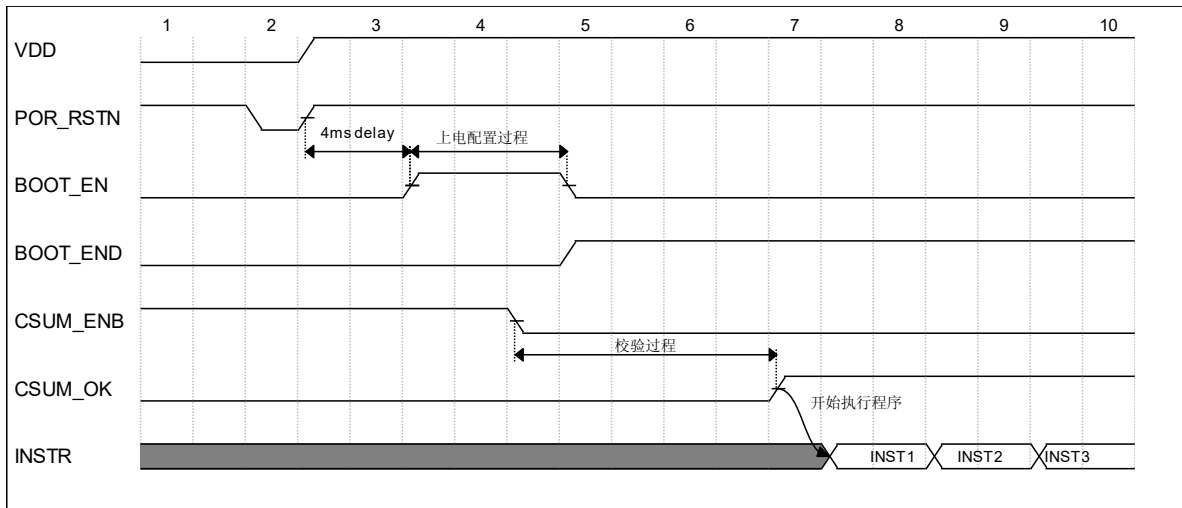 1 2 3 4 5 6 7 8 9 10
VDD
POR_RSTN
4ms delay 上电配置过程
BOOT_EN
BOOT_END
CSUM_ENB
校验过程
CSUM_OK
开始执行程序
INSTR INST1 INST2 INST3